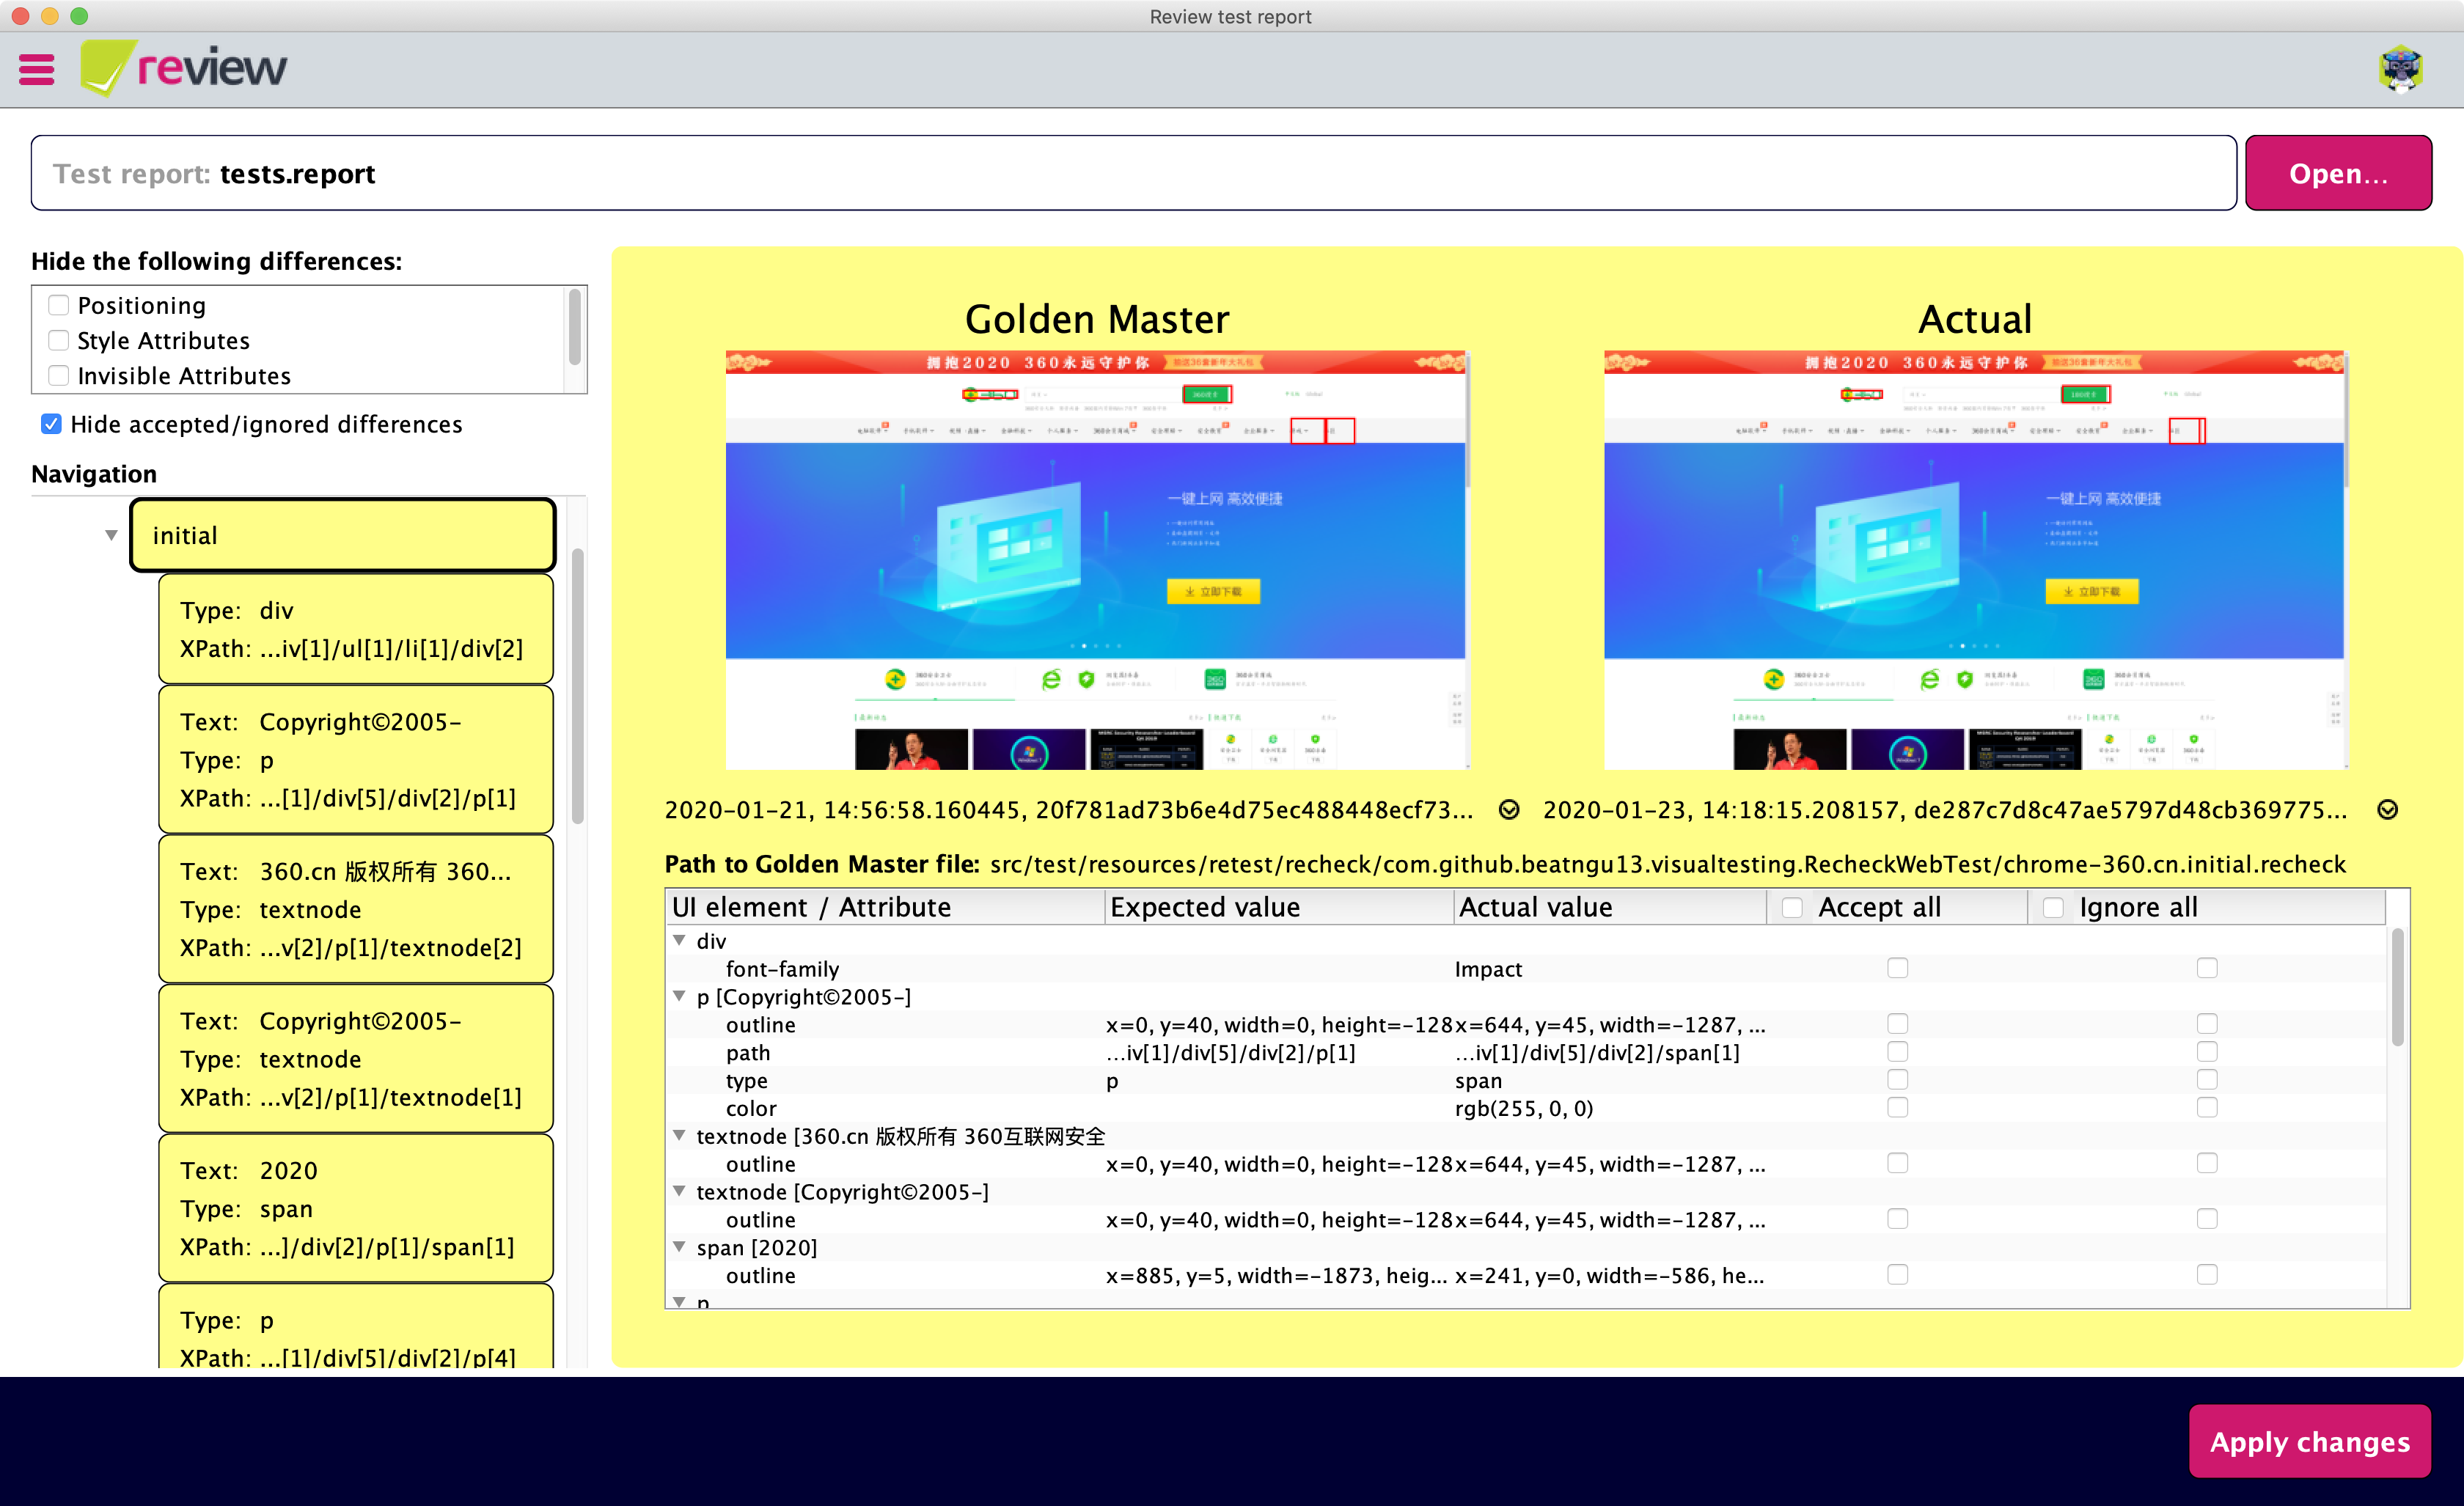 Review test report
review
Test report: tests.report
Open...
Hide the following differences:
Positioning
Style Attributes
Invisible Attributes
Hide accepted/ignored differences
Navigation
initial
Type: div
XPath: ...iv[1]/ul[1]/li[1]/div[2]
Text: Copyright©2005-
Type: p
XPath: ...[1]/div[5]/div[2]/p[1]
Text: 360.cn 版权所有 360...
Type: textnode
XPath: ...v[2]/p[1]/textnode[2]
Text: Copyright©2005-
Type: textnode
XPath: ...v[2]/p[1]/textnode[1]
Text: 2020
Type: span
XPath: ...]/div[2]/p[1]/span[1]
Type: p
XPath: ...[1]/div[5]/div[2]/p[4]
Golden Master
拥抱2020 360永远守护你
一键上网 高效便捷
立即下载
2020-01-21, 14:56:58.160445, 20f781ad73b6e4d75ec488448ecf73...
Actual
拥抱2020 360永远守护你
一键上网 高效便捷
立即下载
2020-01-23, 14:18:15.208157, de287c7d8c47ae5797d48cb369775...
Path to Golden Master file: src/test/resources/retest/recheck/com.github.beatngu13.visualtesting.RecheckWebTest/chrome-360.cn.initial.recheck
UI element / Attribute Expected value Actual value Accept all Ignore all
div
font-family Impact
p [Copyright©2005-]
outline x=0, y=40, width=0, height=-128 x=644, y=45, width=-1287, ...
path ...iv[1]/div[5]/div[2]/p[1] ...iv[1]/div[5]/div[2]/span[1]
type p span
color rgb(255, 0, 0)
textnode [360.cn 版权所有 360互联网安全
outline x=0, y=40, width=0, height=-128 x=644, y=45, width=-1287, ...
textnode [Copyright©2005-]
outline x=0, y=40, width=0, height=-128 x=644, y=45, width=-1287, ...
span [2020]
outline x=885, y=5, width=-1873, heig... x=241, y=0, width=-586, he...
p
Apply changes